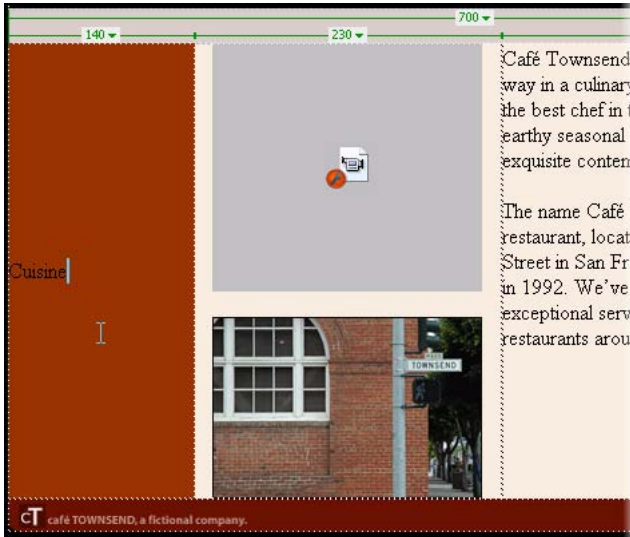 700
140
230
Café Townsend
way in a culinary
the best chef in t
earthy seasonal
exquisite conten
The name Café
restaurant, locat
Street in San Fr
in 1992. We've
exceptional serv
restaurants arou
Cuisine
TOWNSEND
CT café TOWNSEND, a fictional company.